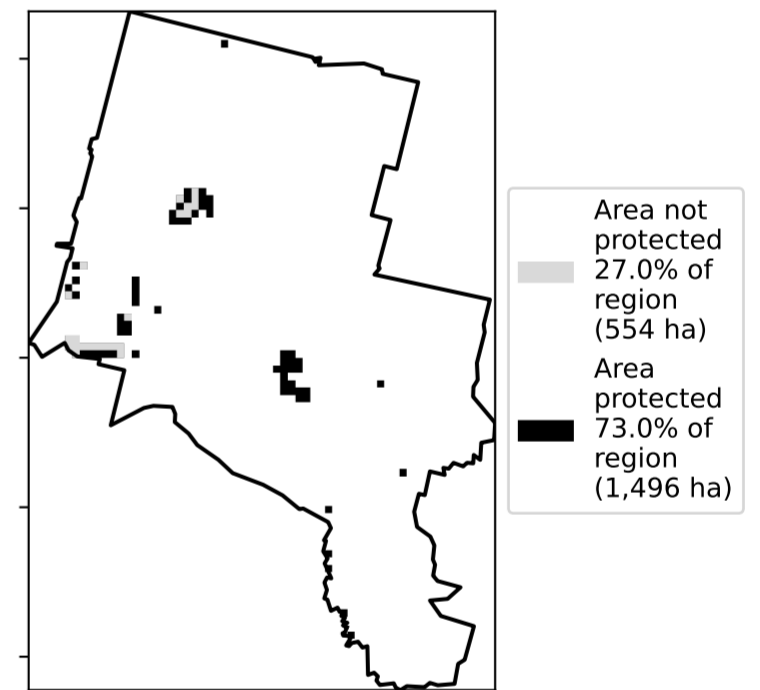 Area not
protected
27.0% of
region
(554 ha)
Area
protected
73.0% of
region
(1,496 ha)